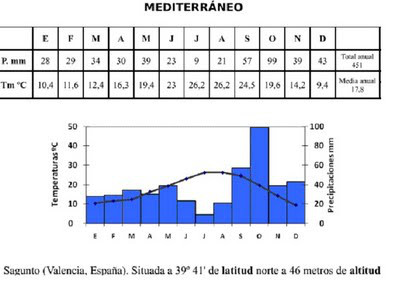 MEDITERRÁNEO
E F M A M J J A S O N D
P. mm 28 29 34 30 39 23 9 21 57 99 39 43 Total anual 451
Tm ºC 10,4 11,6 12,4 16,3 19,4 23 26,2 26,2 24,5 19,6 14,2 9,4 Media anual 17,8
50 100
40 80
30 60
20 40
10 20
0 0
Temperaturas ºC
Precipitaciones mm
E F M A M J J A S O N D
Sagunto (Valencia, España). Situada a 39º 41' de latitud norte a 46 metros de altitud